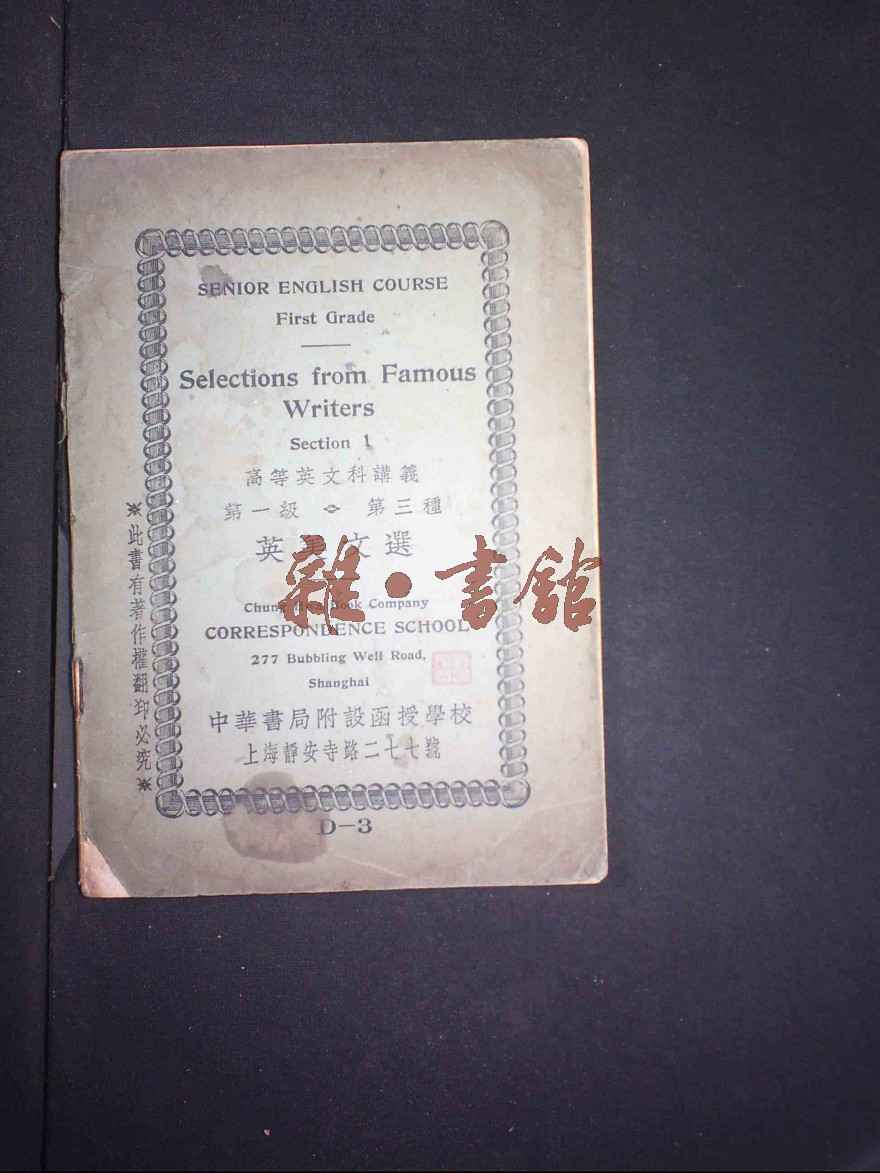 SENIOR ENGLISH COURSE
First Grade
Selections from Famous
Writers
Section 1
高等英文科講義
第一級 第三種
英美文選
Chung Hwa Book Company
CORRESPONDENCE SCHOOL
277 Bubbling Well Road,
Shanghai
中華書局附設函授學校
上海靜安寺路二七七號
D-3
※此書有著作權翻印必究※
雜·書館